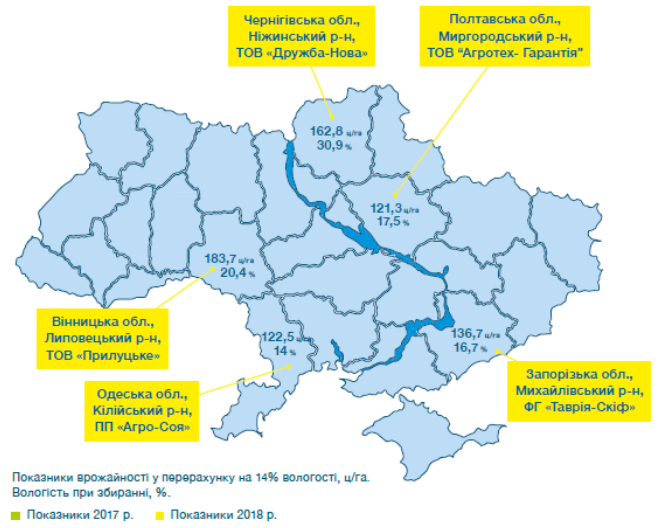 Чернігівська обл.,
Ніжинський р-н,
ТОВ «Дружба-Нова»
Полтавська обл.,
Миргородський р-н,
ТОВ “Агротех- Гарантія”
162,8 ц/га
30,9 %
121,3 ц/га
17,5 %
183,7 ц/га
20,4 %
Вінницька обл.,
Липовецький р-н,
ТОВ «Прилуцьке»
122,5 ц/га
14 %
136,7 ц/га
16,7 %
Одеська обл.,
Кілійський р-н,
ПП «Агро-Соя»
Запорізька обл.,
Михайлівський р-н,
ФГ «Таврія-Скіф»
Показники врожайності у перерахунку на 14% вологості, ц/га.
Вологість при збиранні, %.
Показники 2017 р. Показники 2018 р.